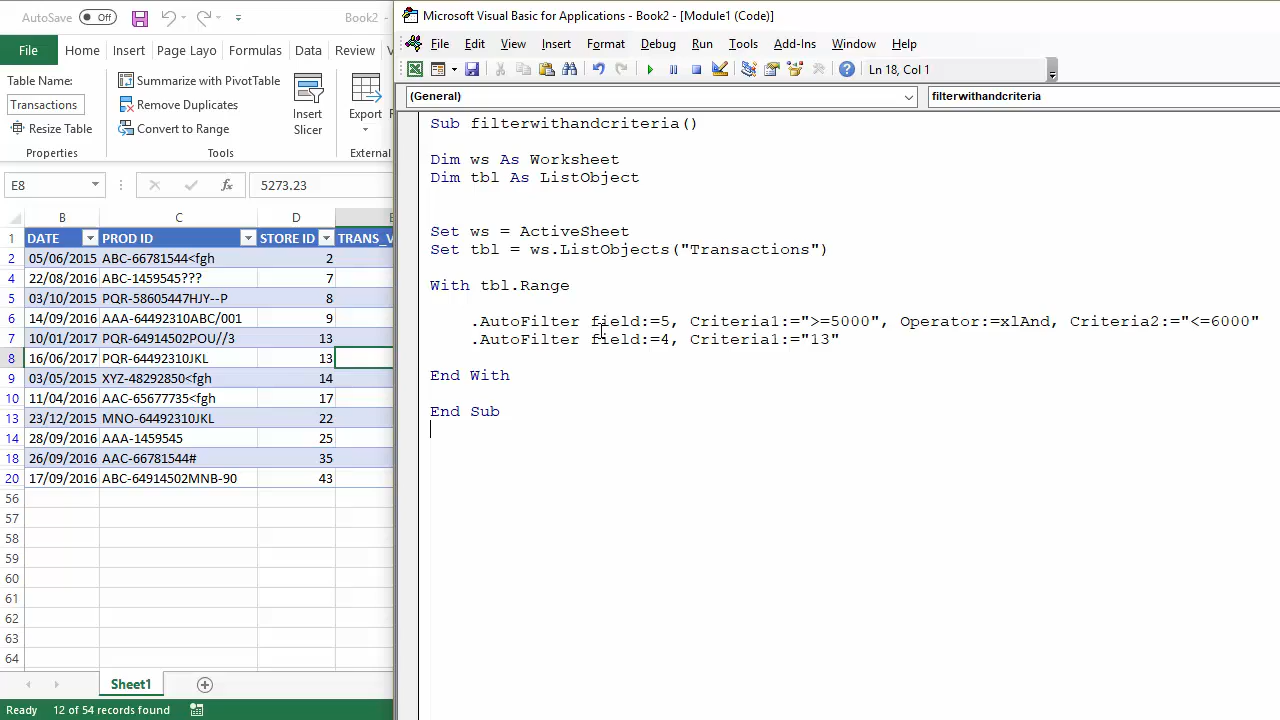 AutoSave Off Book2 -
File Home Insert Page Layo Formulas Data Review V
Table Name:
Transactions
Resize Table
Properties
Summarize with PivotTable
Remove Duplicates
Convert to Range
Tools
Insert
Slicer
Export
External
E8 fx 5273.23
B C D E
1 DATE PROD ID STORE ID TRANS_V
2 05/06/2015 ABC-66781544<fgh 2
4 22/08/2016 ABC-1459545??? 7
5 03/10/2015 PQR-58605447HJY--P 8
6 14/09/2016 AAA-64492310ABC/001 9
7 10/01/2017 PQR-64914502POU//3 13
8 16/06/2017 PQR-64492310JKL 13
9 03/05/2015 XYZ-48292850<fgh 14
10 11/04/2016 AAC-65677735<fgh 17
13 23/12/2015 MNO-64492310JKL 22
14 28/09/2016 AAA-1459545 25
18 26/09/2016 AAC-66781544# 35
20 17/09/2016 ABC-64914502MNB-90 43
56
57
58
59
60
61
62
63
64
Sheet1
Ready 12 of 54 records found
Microsoft Visual Basic for Applications - Book2 - [Module1 (Code)]
File Edit View Insert Format Debug Run Tools Add-Ins Window Help
Ln 18, Col 1
(General) filterwithandcriteria
Sub filterwithandcriteria()
Dim ws As Worksheet
Dim tbl As ListObject
Set ws = ActiveSheet
Set tbl = ws.ListObjects("Transactions")
With tbl.Range
.AutoFilter field:=5, Criteria1:=">=5000", Operator:=xlAnd, Criteria2:="<=6000"
.AutoFilter field:=4, Criteria1:="13"
End With
End Sub